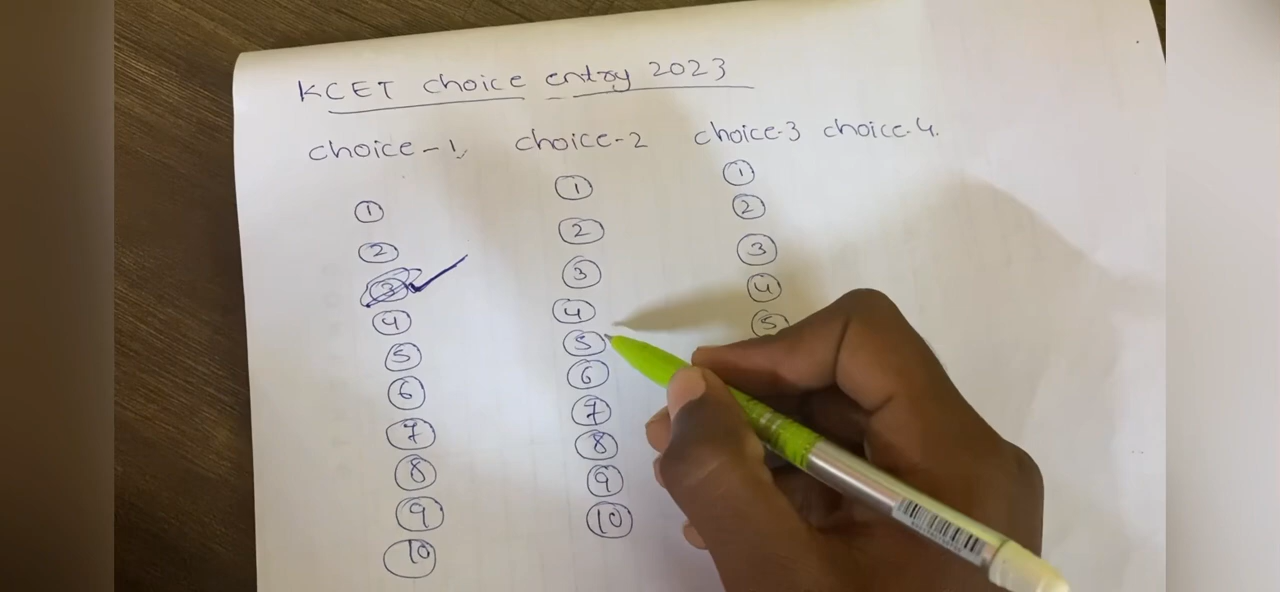 KCET choice entry 2023
choice-1, choice-2 choice-3 choice-4.
1 1 1
2 2 2
3 3 3
4 4 4
5 5 5
6 6
7 7
8 8
9 9
10 10